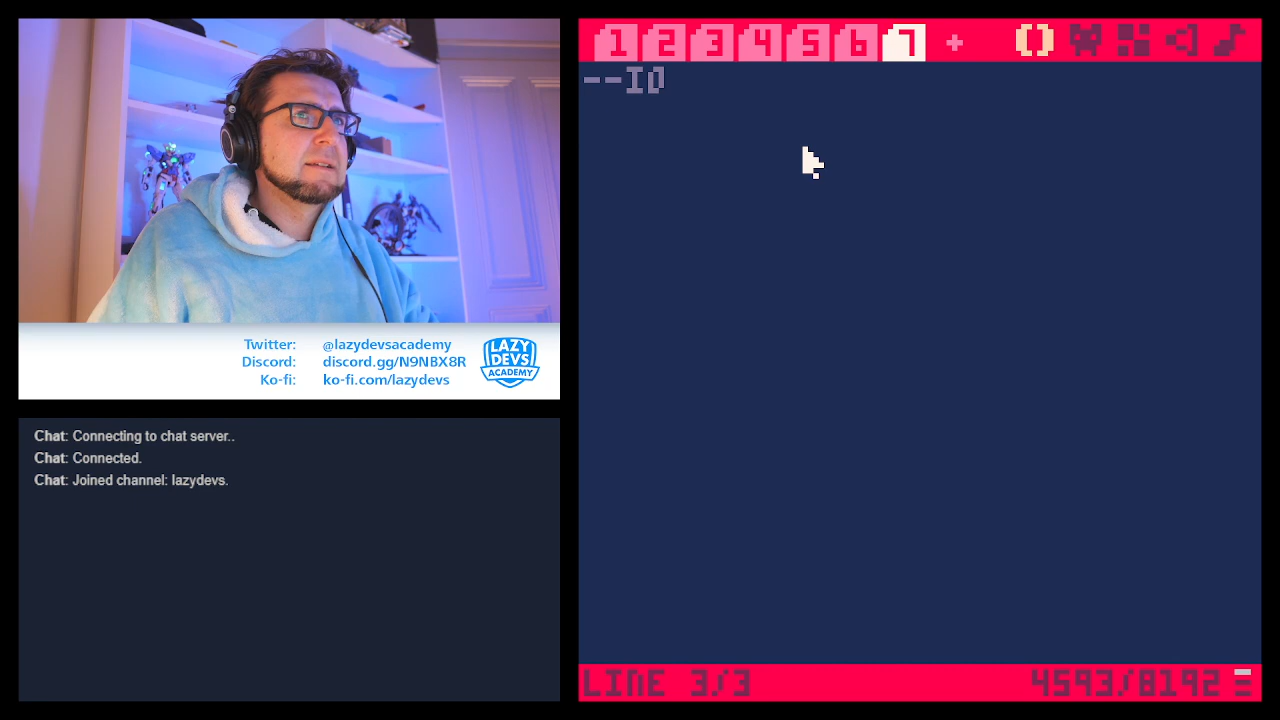 Twitter: @lazydevsacademy
Discord: discord.gg/N9NBX8R
Ko-fi: ko-fi.com/lazydevs
LAZY
DEVS
ACADEMY
Chat: Connecting to chat server..
Chat: Connected.
Chat: Joined channel: lazydevs.
1 2 3 4 5 6 7 +
--IO
LINE 3/3
4593/8192